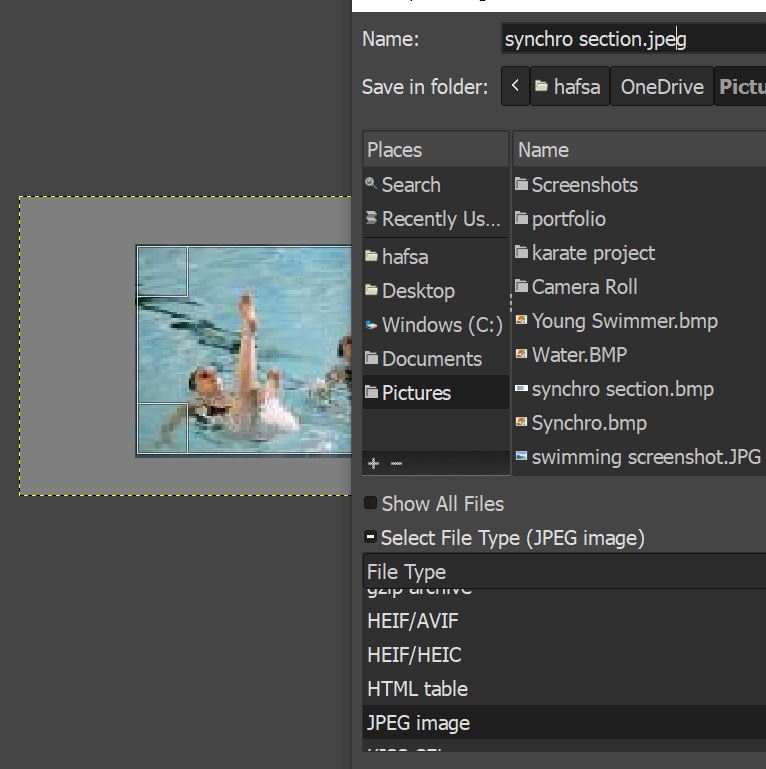 Name: synchro section.jpeg
Save in folder: < hafsa OneDrive Pictu
Places
Search
Recently Us...
hafsa
Desktop
Windows (C:)
Documents
Pictures
Name
Screenshots
portfolio
karate project
Camera Roll
Young Swimmer.bmp
Water.BMP
synchro section.bmp
Synchro.bmp
swimming screenshot.JPG
Show All Files
Select File Type (JPEG image)
File Type
gzip archive
HEIF/AVIF
HEIF/HEIC
HTML table
JPEG image